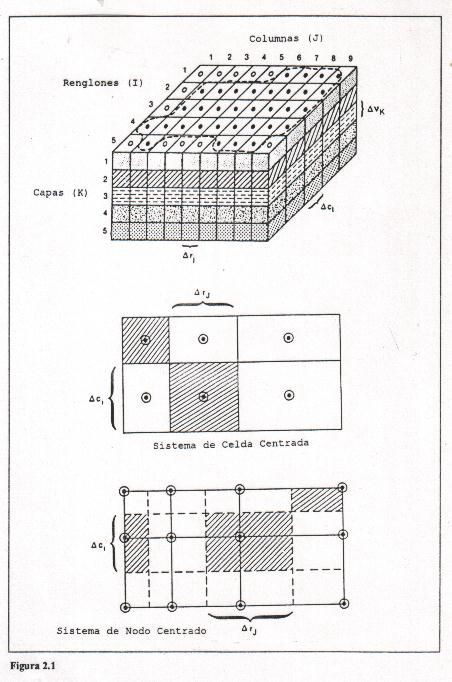 Columnas (J)
1 2 3 4 5 6 7 8 9
Renglones (I)
1
2
3
4
5
Δv_K
Capas (K)
1
2
3
4
5
Δc_I
Δr_J
Δr_J
Δc_I
Sistema de Celda Centrada
Δc_I
Sistema de Nodo Centrado
Δr_J
Figura 2.1